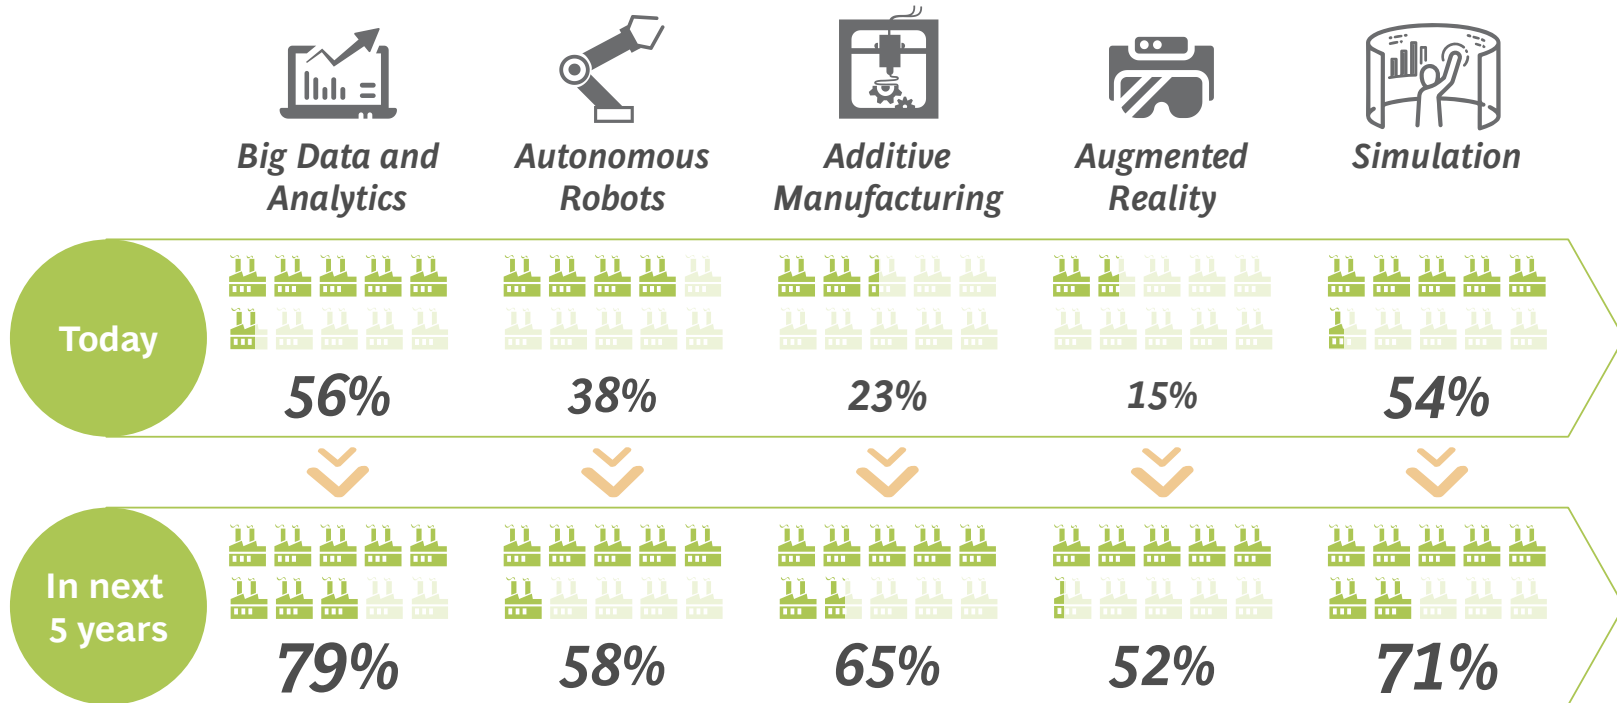 Big Data and
Analytics
Autonomous
Robots
Additive
Manufacturing
Augmented
Reality
Simulation
Today
56%
38%
23%
15%
54%
In next
5 years
79%
58%
65%
52%
71%